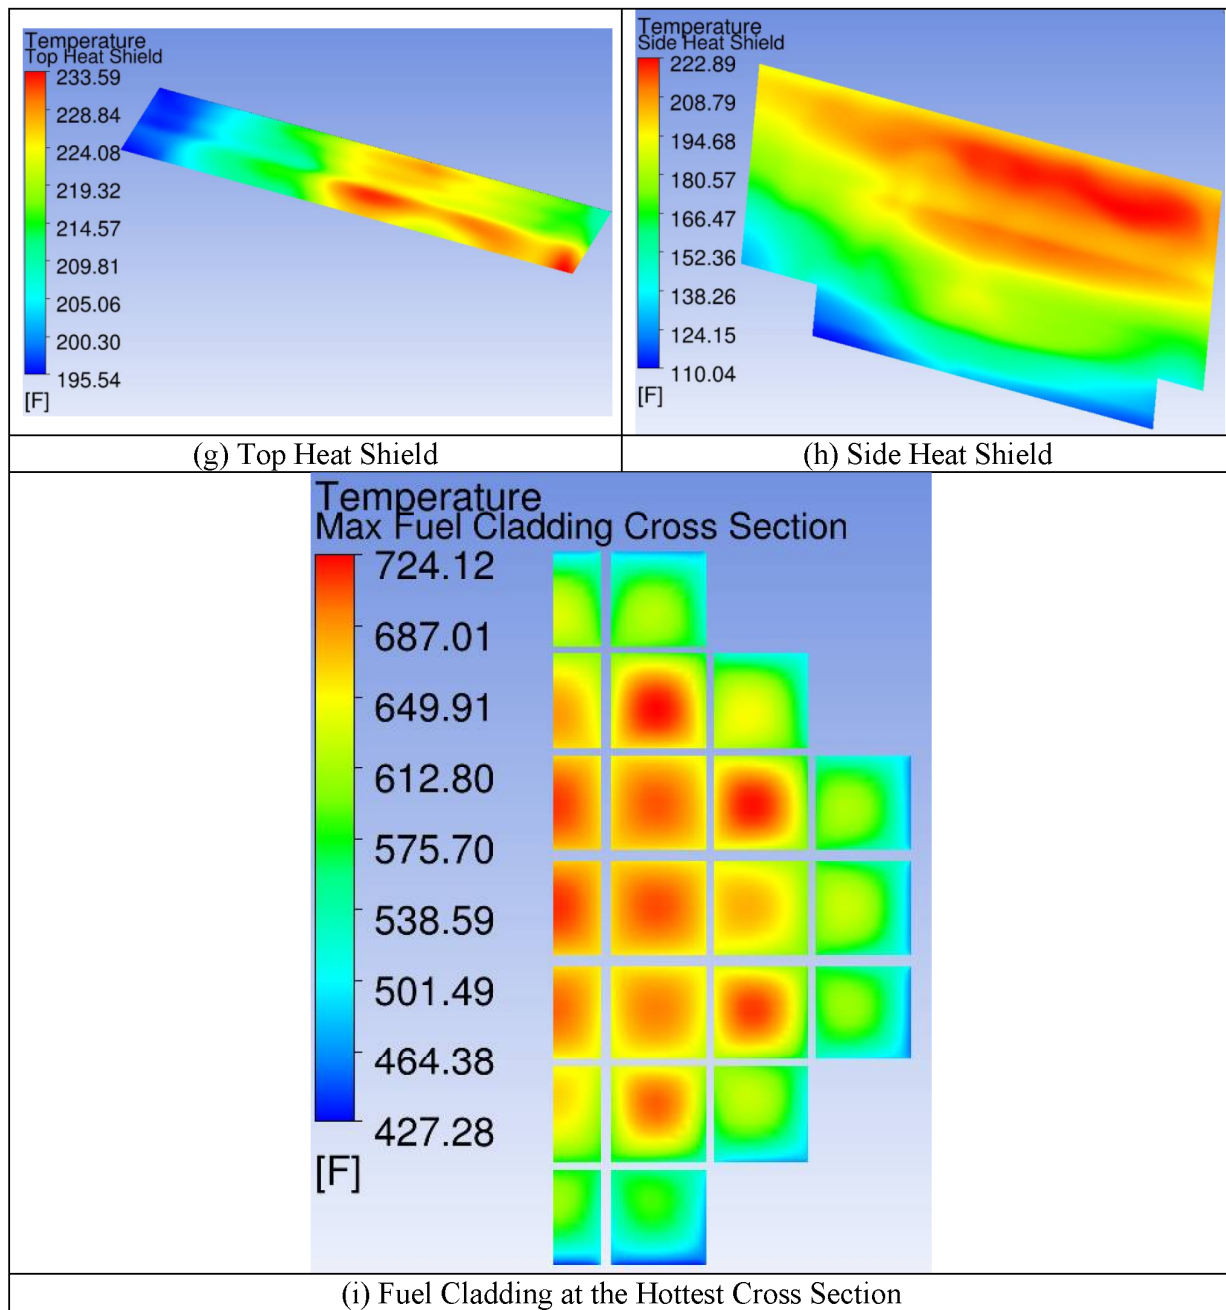 Temperature
Top Heat Shield
233.59
228.84
224.08
219.32
214.57
209.81
205.06
200.30
195.54
[F]
(g) Top Heat Shield
Temperature
Side Heat Shield
222.89
208.79
194.68
180.57
166.47
152.36
138.26
124.15
110.04
[F]
(h) Side Heat Shield
Temperature
Max Fuel Cladding Cross Section
724.12
687.01
649.91
612.80
575.70
538.59
501.49
464.38
427.28
[F]
(i) Fuel Cladding at the Hottest Cross Section